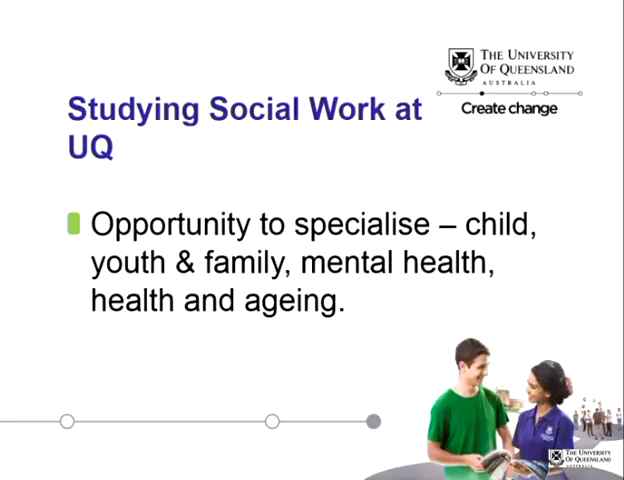 THE UNIVERSITY
OF QUEENSLAND
AUSTRALIA
Create change
Studying Social Work at
UQ
Opportunity to specialise – child,
youth & family, mental health,
health and ageing.
THE UNIVERSITY
OF QUEENSLAND
AUSTRALIA